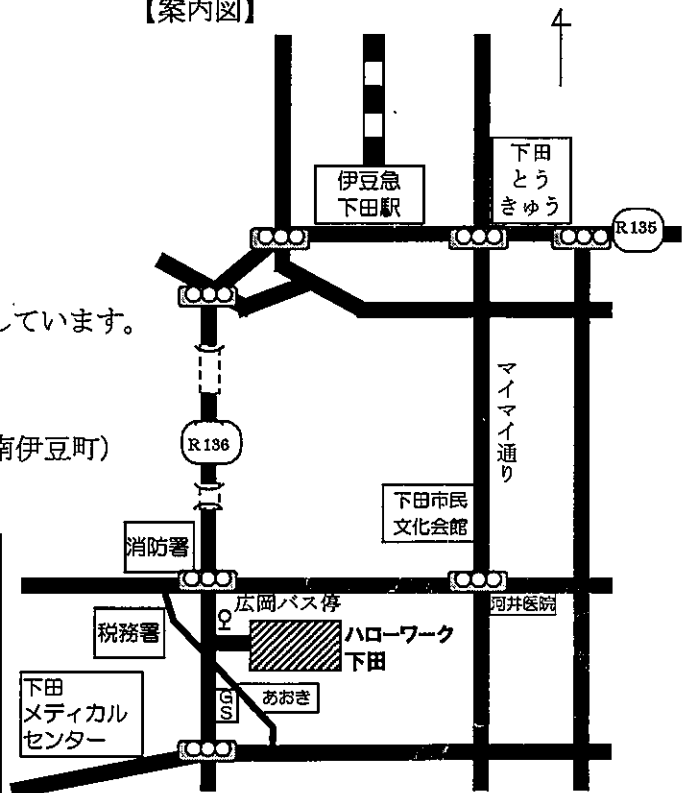 【案内図】
伊豆急
下田駅
下田
とう
きゅう
R135
しています。
マイマイ通り
南伊豆町)
R136
下田市民
文化会館
消防署
広岡バス停
河井医院
税務署
ハローワーク
下田
下田
メディカル
センター
GS
あおき